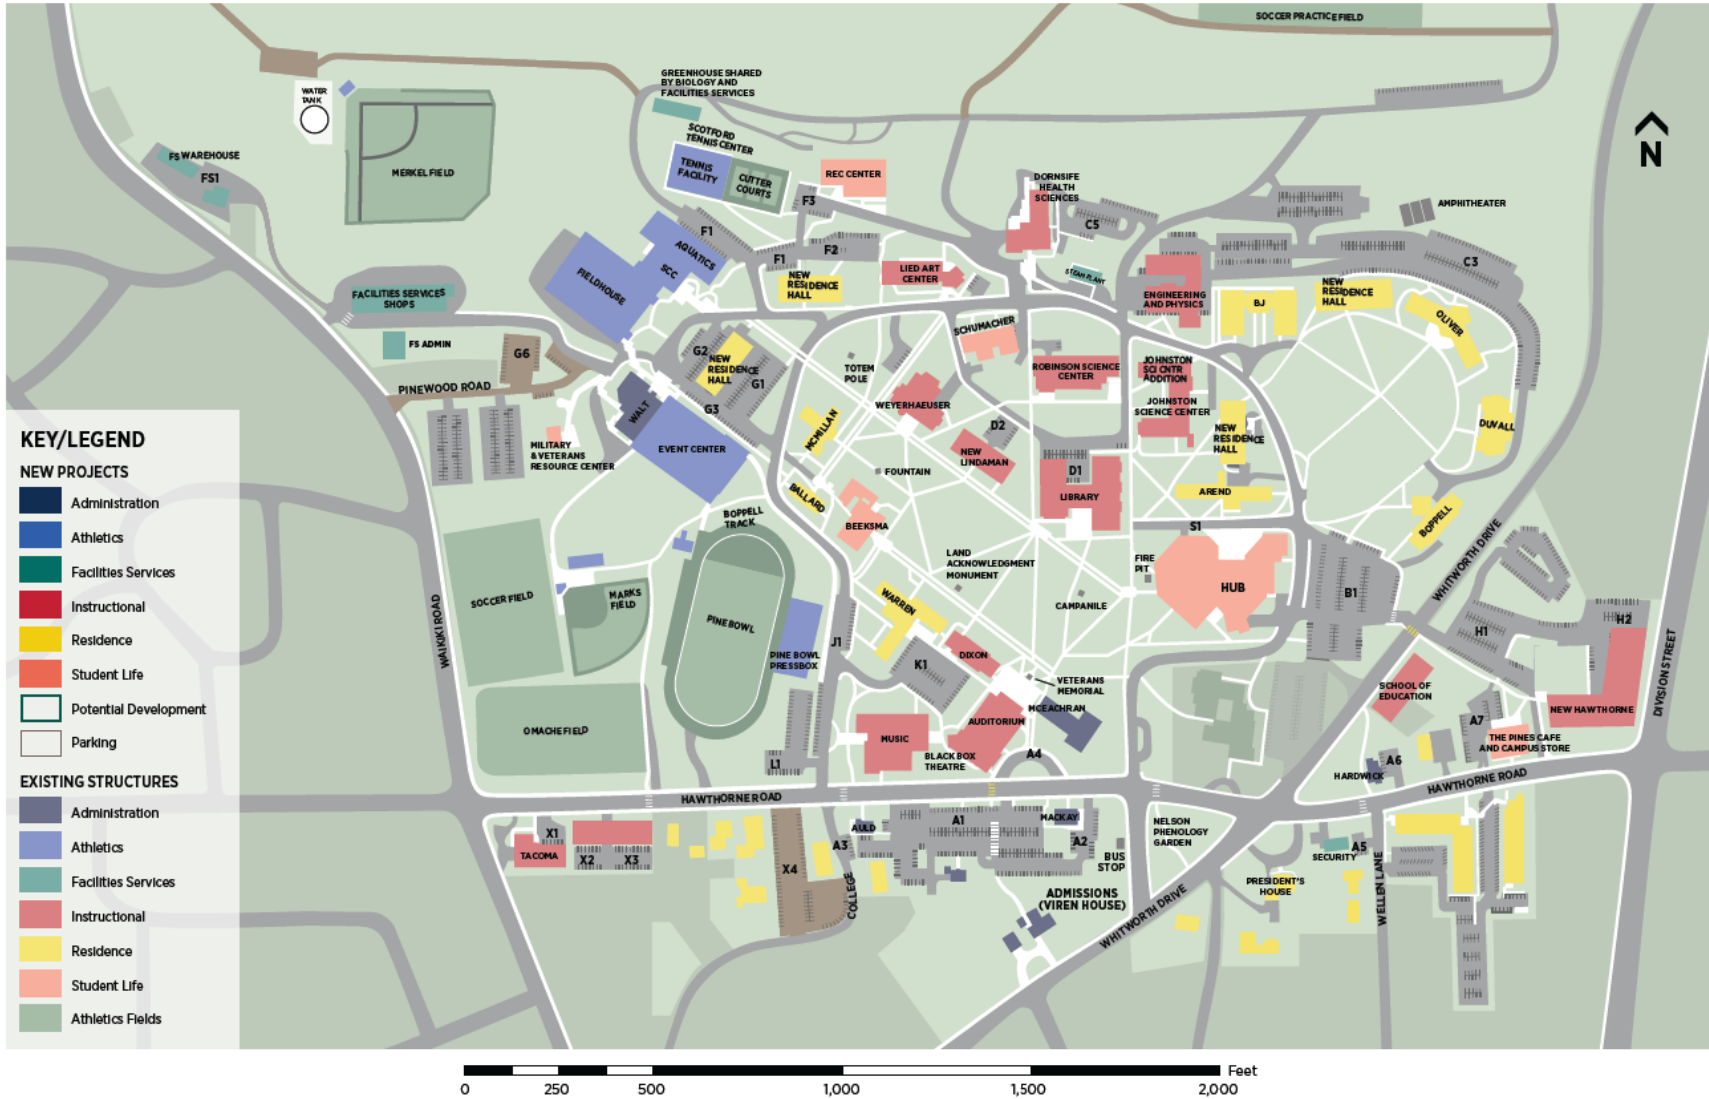 SOCCER PRACTICE FIELD
GREENHOUSE SHARED
BY BIOLOGY AND
FACILITIES SERVICES
WATER
TANK
N
SCOTFORD
TENNIS CENTER
FS WAREHOUSE
FS1
MERKEL FIELD
TENNIS
FACILITY
CUTTER
COURTS
REC CENTER
F3
DORNSIFE
HEALTH
SCIENCES
C5
AMPHITHEATER
F1
AQUATICS
SCC
FIELDHOUSE
F1
F2
NEW
RESIDENCE
HALL
LIED ART
CENTER
STEAM PLANT
C3
ENGINEERING
AND PHYSICS
BJ
NEW
RESIDENCE
HALL
OLIVER
FACILITIES SERVICES
SHOPS
FS ADMIN
G6
PINEWOOD ROAD
G2
NEW
RESIDENCE
HALL
G1
G3
SCHUMACHER
TOTEM
POLE
ROBINSON SCIENCE
CENTER
JOHNSTON
SCI CNTR
ADDITION
JOHNSTON
SCIENCE CENTER
WEYERHAEUSER
WALT
MCMILLAN
D2
NEW
LINDAMAN
NEW
RESIDENCE
HALL
DUVALL
MILITARY
& VETERANS
RESOURCE CENTER
EVENT CENTER
FOUNTAIN
D1
LIBRARY
AREND
BALLARD
BEEKSMA
BOPPELL
TRACK
S1
BOPPELL
WHITWORTH DRIVE
LAND
ACKNOWLEDGMENT
MONUMENT
FIRE
PIT
HUB
B1
CAMPANILE
SOCCER FIELD
MARKS
FIELD
PINE BOWL
WARREN
WAIKIKI ROAD
J1
PINE BOWL
PRESSBOX
K1
DIXON
VETERANS
MEMORIAL
MCEACHRAN
H1
H2
DIVISION STREET
SCHOOL OF
EDUCATION
NEW HAWTHORNE
OMACHE FIELD
MUSIC
AUDITORIUM
BLACK BOX
THEATRE
A4
L1
A7
THE PINES CAFE
AND CAMPUS STORE
A6
HARDWICK
HAWTHORNE ROAD
HAWTHORNE ROAD
X1
TACOMA
X2
X3
X4
A3
AULD
A1
MACKAY
A2
BUS
STOP
NELSON
PHENOLOGY
GARDEN
SECURITY
A5
WELLEN LANE
PRESIDENT'S
HOUSE
COLLEGE
ADMISSIONS
(VIREN HOUSE)
WHITWORTH DRIVE
KEY/LEGEND
NEW PROJECTS
Administration
Athletics
Facilities Services
Instructional
Residence
Student Life
Potential Development
Parking
EXISTING STRUCTURES
Administration
Athletics
Facilities Services
Instructional
Residence
Student Life
Athletics Fields
0
250
500
1,000
1,500
2,000
Feet